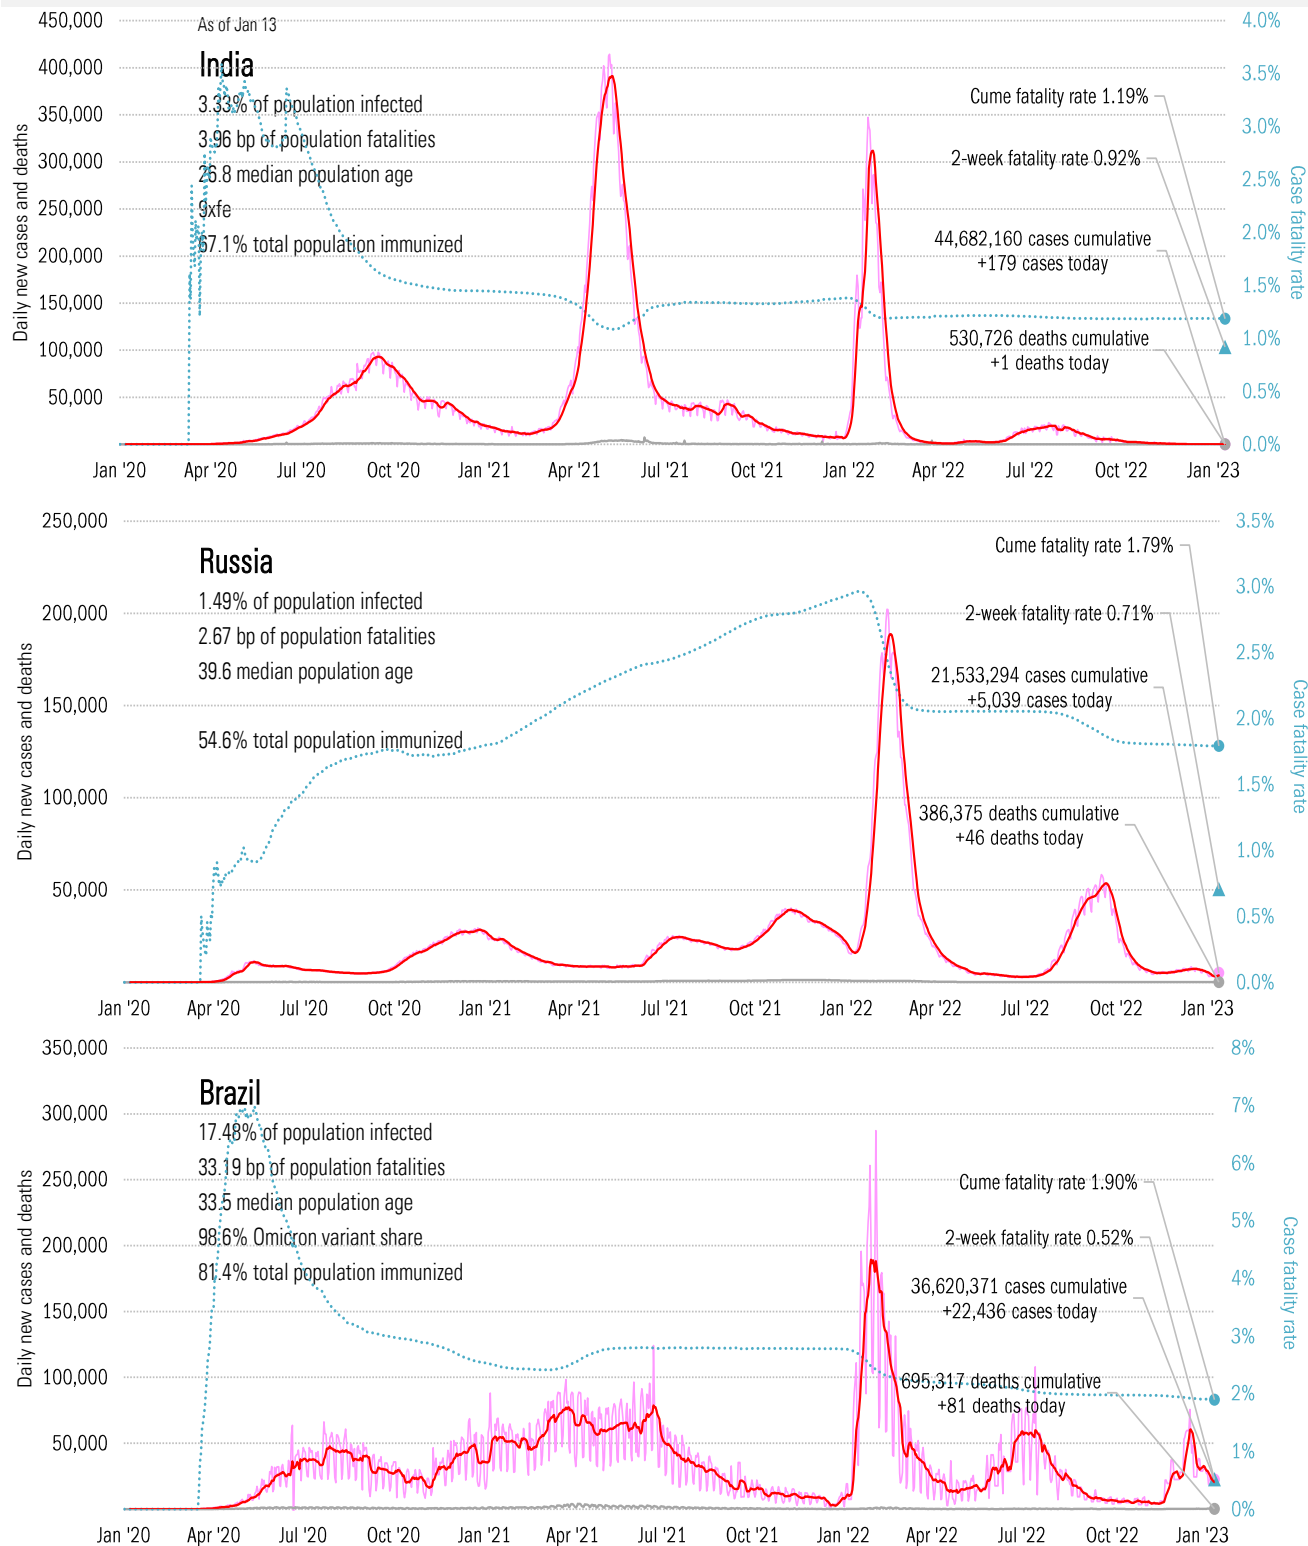 450,000
400,000
350,000
300,000
250,000
200,000
150,000
100,000
50,000
Daily new cases and deaths
As of Jan 13
India
3.33% of population infected
3.96 bp of population fatalities
26.8 median population age
9xfe
67.1% total population immunized
Cume fatality rate 1.19%
2-week fatality rate 0.92%
44,682,160 cases cumulative
+179 cases today
530,726 deaths cumulative
+1 deaths today
4.0%
3.5%
3.0%
2.5%
2.0%
1.5%
1.0%
0.5%
0.0%
Case fatality rate
Jan '20 Apr '20 Jul '20 Oct '20 Jan '21 Apr '21 Jul '21 Oct '21 Jan '22 Apr '22 Jul '22 Oct '22 Jan '23
250,000
200,000
150,000
100,000
50,000
Daily new cases and deaths
Russia
1.49% of population infected
2.67 bp of population fatalities
39.6 median population age
54.6% total population immunized
Cume fatality rate 1.79%
2-week fatality rate 0.71%
21,533,294 cases cumulative
+5,039 cases today
386,375 deaths cumulative
+46 deaths today
3.5%
3.0%
2.5%
2.0%
1.5%
1.0%
0.5%
0.0%
Case fatality rate
Jan '20 Apr '20 Jul '20 Oct '20 Jan '21 Apr '21 Jul '21 Oct '21 Jan '22 Apr '22 Jul '22 Oct '22 Jan '23
350,000
300,000
250,000
200,000
150,000
100,000
50,000
Daily new cases and deaths
Brazil
17.48% of population infected
33.19 bp of population fatalities
33.5 median population age
98.6% Omicron variant share
81.4% total population immunized
Cume fatality rate 1.90%
2-week fatality rate 0.52%
36,620,371 cases cumulative
+22,436 cases today
695,317 deaths cumulative
+81 deaths today
8%
7%
6%
5%
4%
3%
2%
1%
0%
Case fatality rate
Jan '20 Apr '20 Jul '20 Oct '20 Jan '21 Apr '21 Jul '21 Oct '21 Jan '22 Apr '22 Jul '22 Oct '22 Jan '23